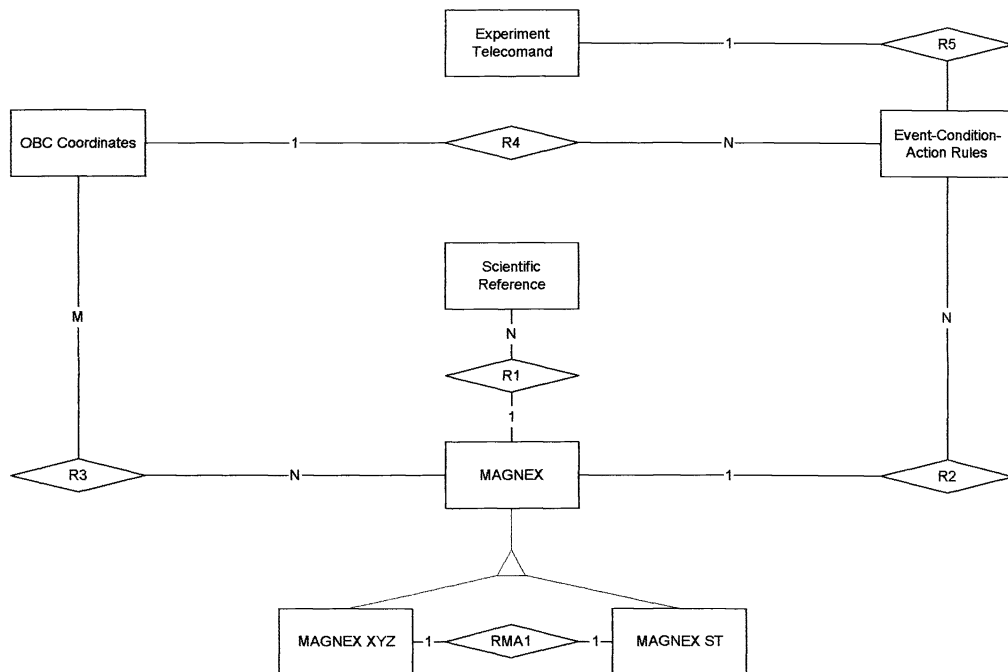 Experiment
Telecomand
1
R5
OBC Coordinates
1
R4
N
Event-Condition-
Action Rules
Scientific
Reference
M
N
N
R1
1
R3
N
MAGNEX
1
R2
MAGNEX XYZ
1
RMA1
1
MAGNEX ST